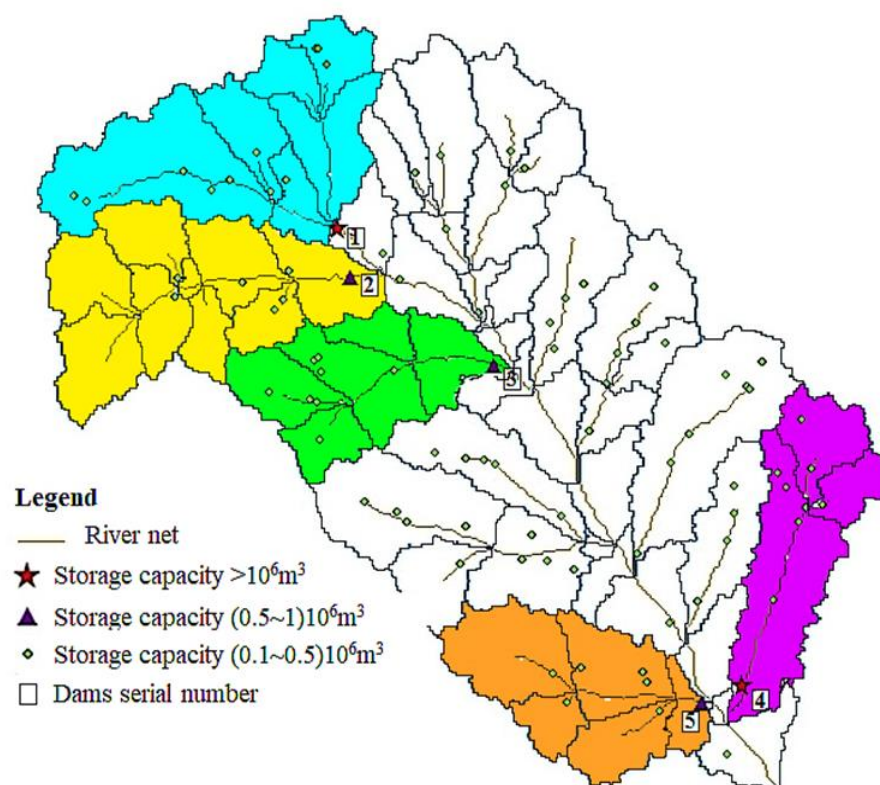 1
2
3
4
5
Legend
River net
Storage capacity >10⁶m³
Storage capacity (0.5~1)10⁶m³
Storage capacity (0.1~0.5)10⁶m³
Dams serial number